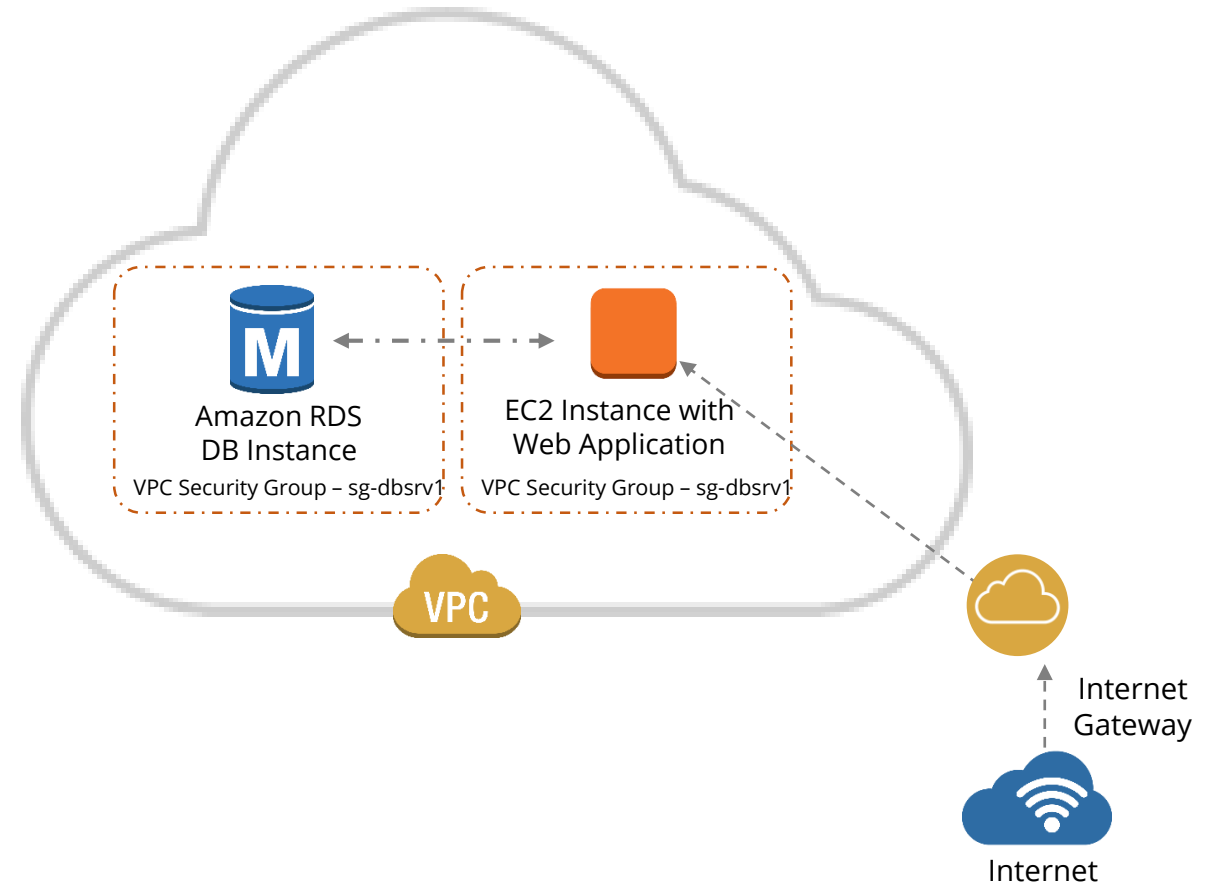 M
Amazon RDS
DB Instance
VPC Security Group – sg-dbsrv1
EC2 Instance with
Web Application
VPC Security Group – sg-dbsrv1
VPC
Internet
Gateway
Internet